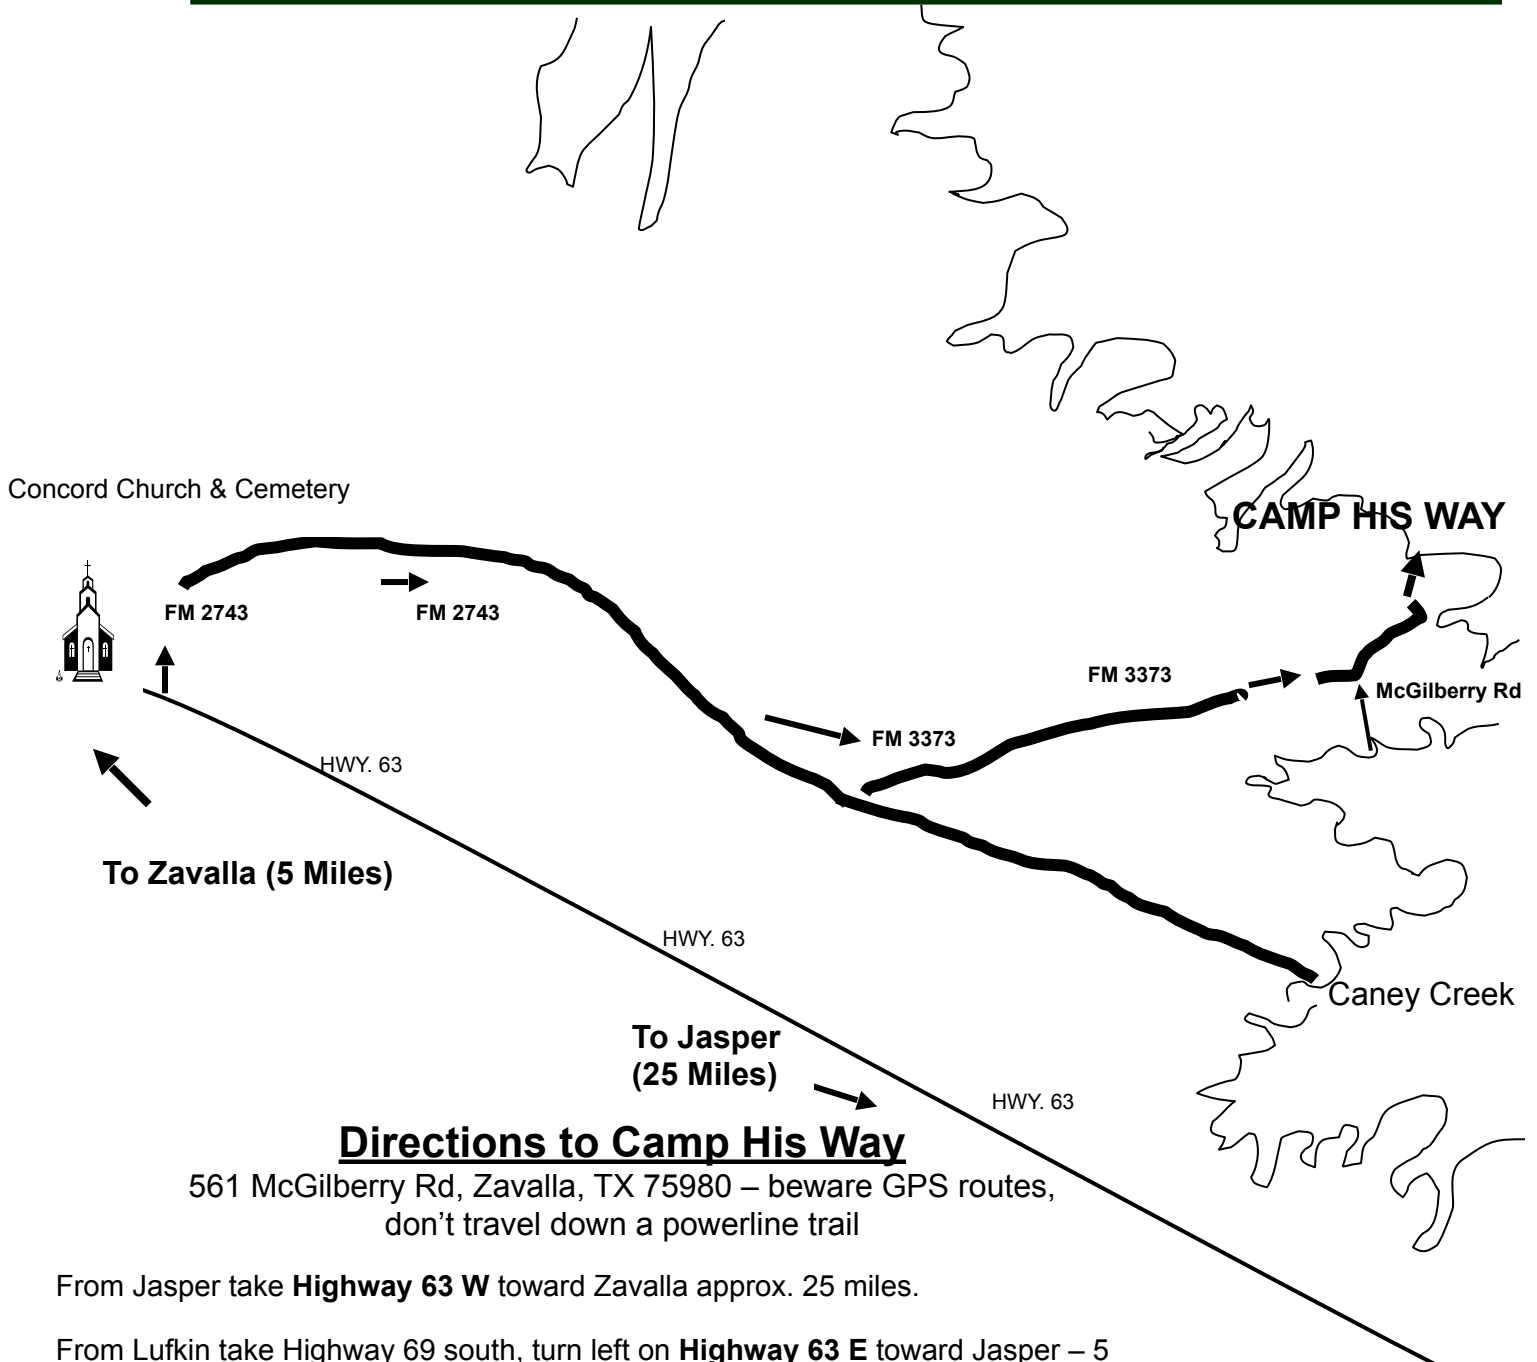 Concord Church & Cemetery
CAMP HIS WAY
FM 2743
FM 2743
FM 3373
McGilberry Rd
FM 3373
HWY. 63
To Zavalla (5 Miles)
HWY. 63
Caney Creek
To Jasper
(25 Miles)
HWY. 63
Directions to Camp His Way
561 McGilberry Rd, Zavalla, TX 75980 – beware GPS routes,
don’t travel down a powerline trail
From Jasper take Highway 63 W toward Zavalla approx. 25 miles.
From Lufkin take Highway 69 south, turn left on Highway 63 E toward Jasper – 5